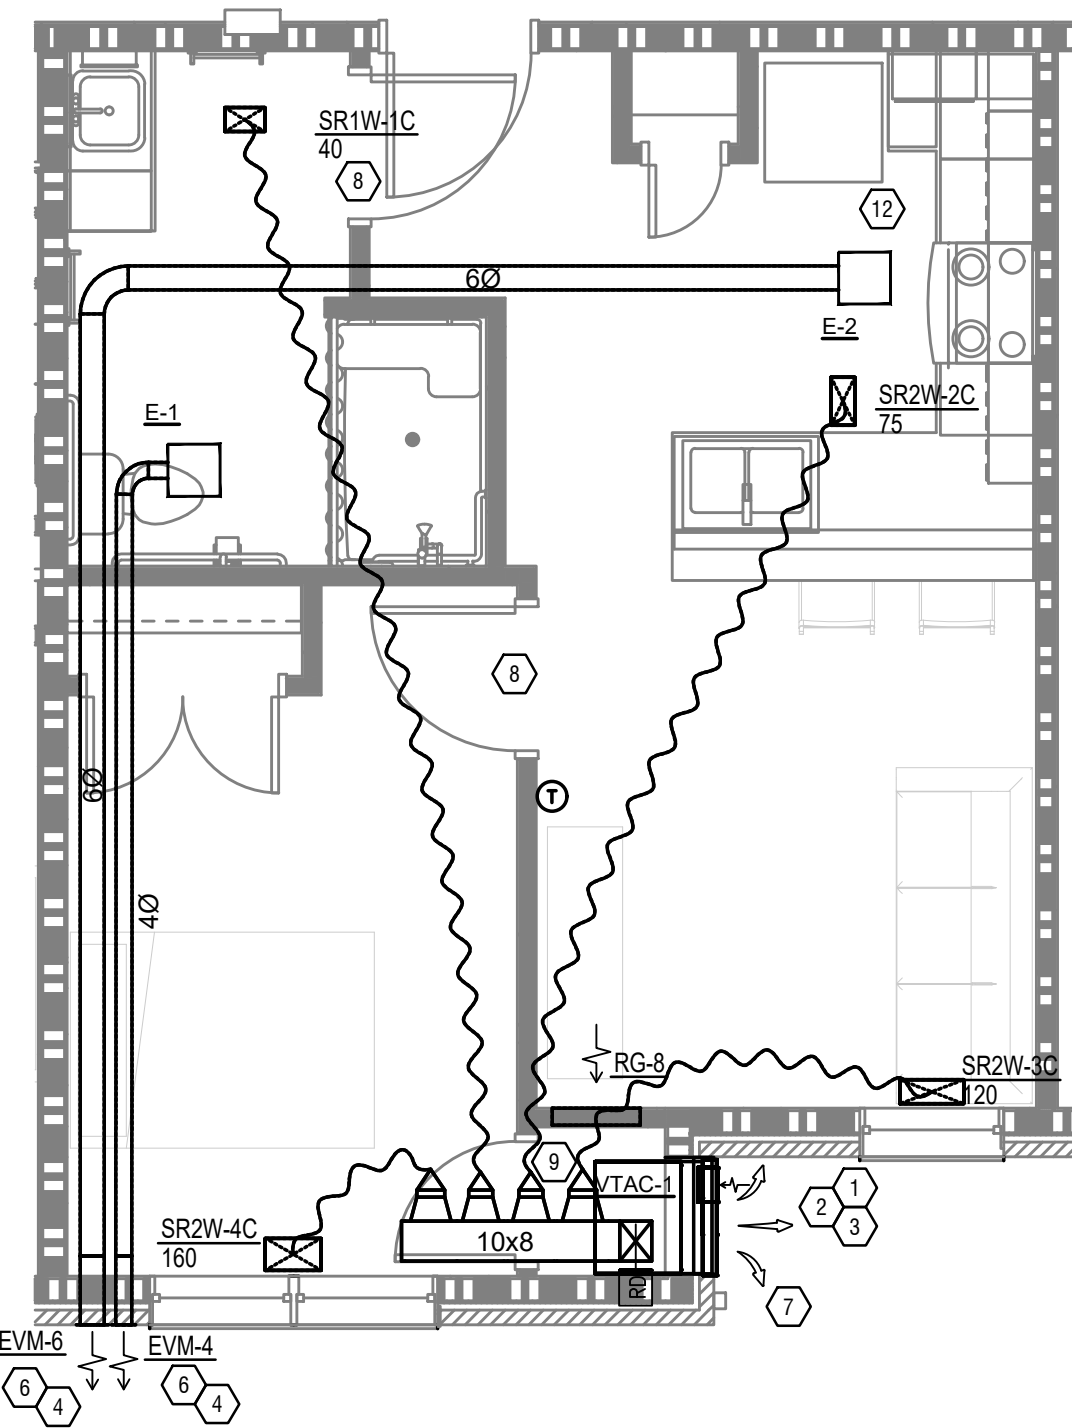 SR1W-1C
40
8
12
6Ø
E-2
E-1
SR2W-2C
75
8
T
6Ø
4Ø
RG-8
SR2W-3C
120
9
VTAC-1
1
2
3
SR2W-4C
160
10x8
RD
7
EVM-6
EVM-4
6
4
6
4